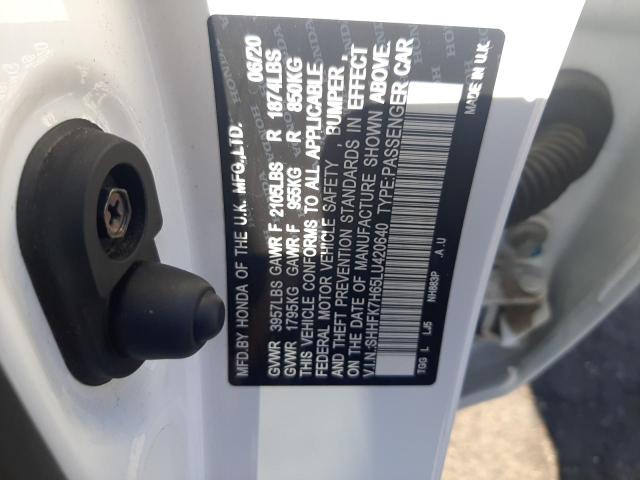 MFD.BY HONDA OF THE U.K. MFG.,LTD. 06/20
GVWR 3957LBS GAWR F 2105LBS R 1874LBS
GVWR 1795KG GAWR F 955KG R 850KG
THIS VEHICLE CONFORMS TO ALL APPLICABLE
FEDERAL MOTOR VEHICLE SAFETY , BUMPER ,
AND THEFT PREVENTION STANDARDS IN EFFECT
ON THE DATE OF MANUFACTURE SHOWN ABOVE.
V.I.N.:SHHFK7H65LU420640 TYPE:PASSENGER CAR
TGG L LJ5 NH883P .A.U MADE IN U.K.